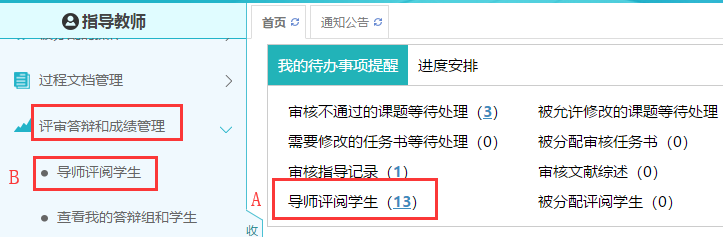 指导教师
首页 通知公告
我的待办事项提醒 进度安排
过程文档管理
审核不通过的课题等待处理（3） 被允许修改的课题等待处理
评审答辩和成绩管理
需要修改的任务书等待处理（0） 被分配审核任务书（0）
B 导师评阅学生
审核指导记录（1） 审核文献综述（0）
A 导师评阅学生（13） 被分配评阅学生（0）
查看我的答辩组和学生
收